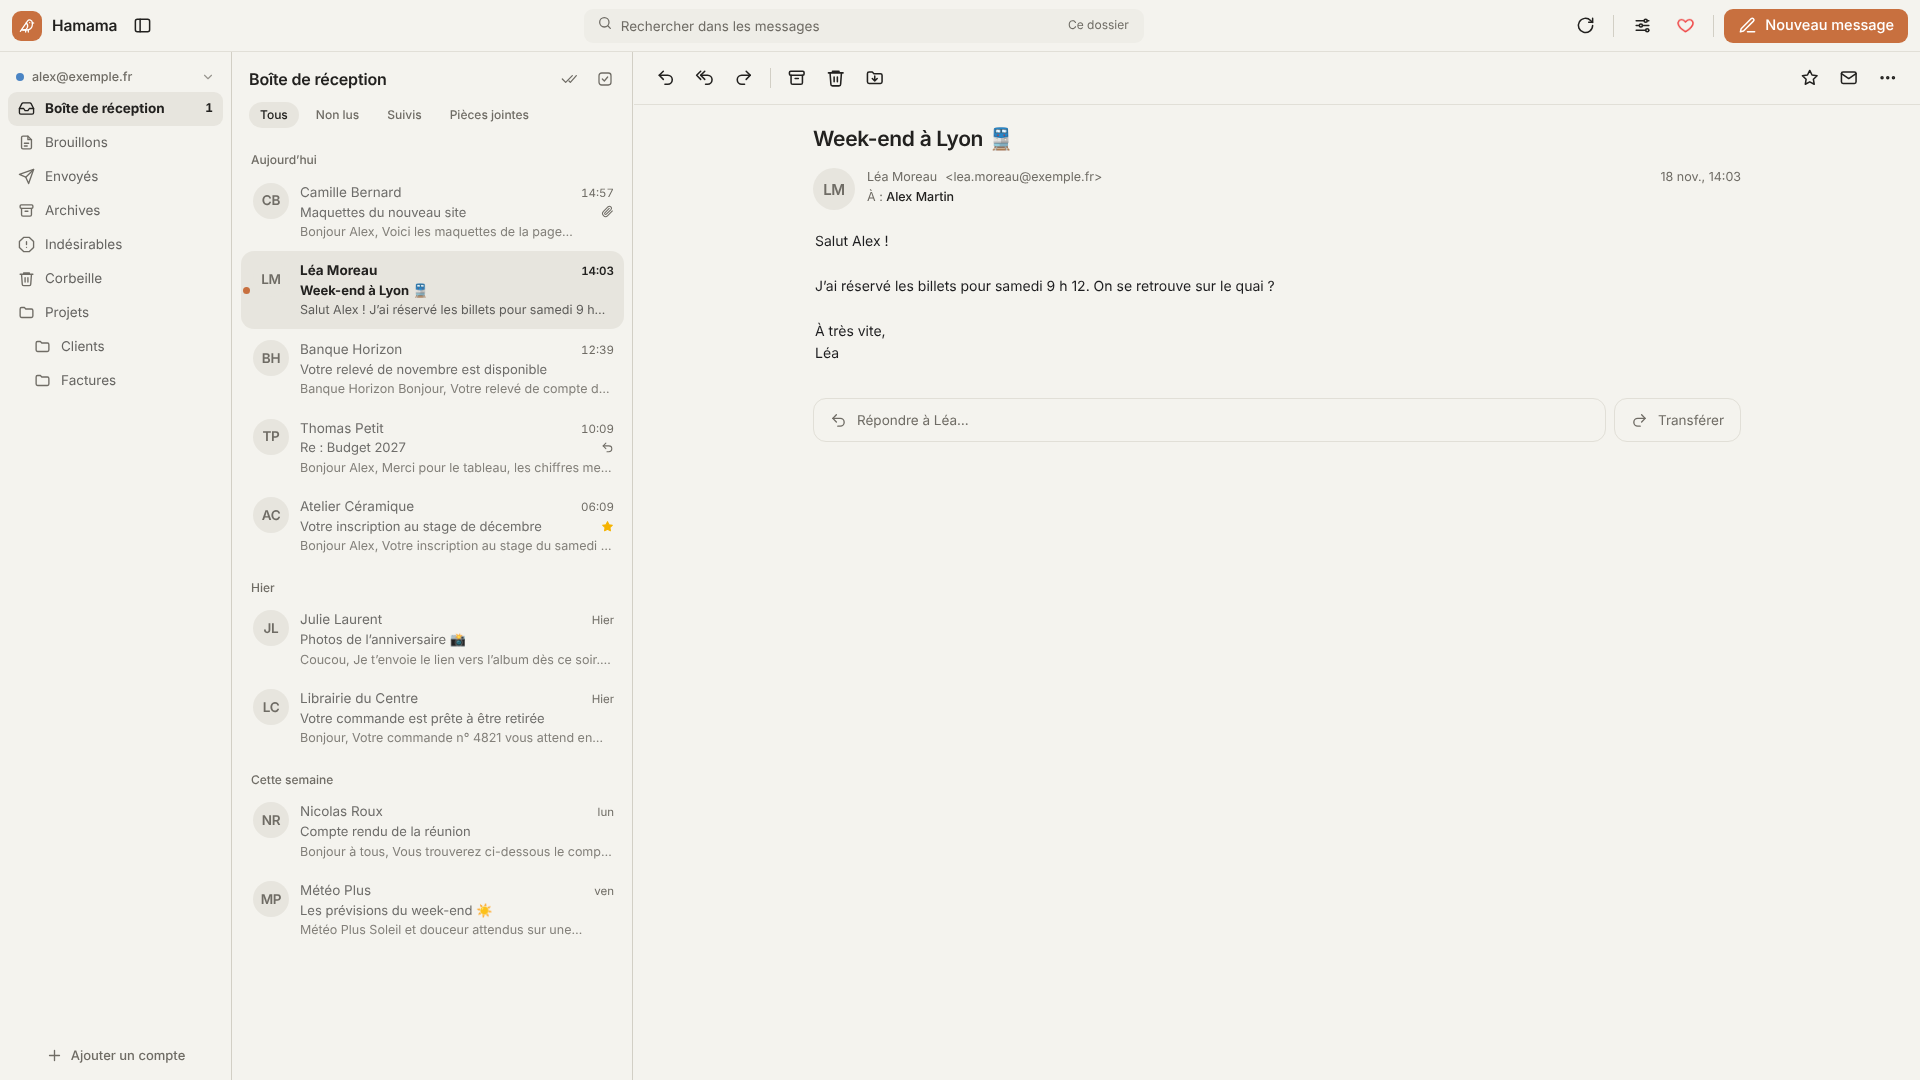 Hamama
Rechercher dans les messages
Ce dossier
Nouveau message
alex@exemple.fr
Boîte de réception 1
Brouillons
Envoyés
Archives
Indésirables
Corbeille
Projets
Clients
Factures
Ajouter un compte
Boîte de réception
Tous Non lus Suivis Pièces jointes
Aujourd’hui
CB
Camille Bernard 14:57
Maquettes du nouveau site
Bonjour Alex, Voici les maquettes de la page…
LM
Léa Moreau 14:03
Week-end à Lyon 🚆
Salut Alex ! J’ai réservé les billets pour samedi 9 h…
BH
Banque Horizon 12:39
Votre relevé de novembre est disponible
Banque Horizon Bonjour, Votre relevé de compte d…
TP
Thomas Petit 10:09
Re : Budget 2027
Bonjour Alex, Merci pour le tableau, les chiffres me…
AC
Atelier Céramique 06:09
Votre inscription au stage de décembre
Bonjour Alex, Votre inscription au stage du samedi …
Hier
JL
Julie Laurent Hier
Photos de l’anniversaire 📸
Coucou, Je t’envoie le lien vers l’album dès ce soir.…
LC
Librairie du Centre Hier
Votre commande est prête à être retirée
Bonjour, Votre commande n° 4821 vous attend en…
Cette semaine
NR
Nicolas Roux lun
Compte rendu de la réunion
Bonjour à tous, Vous trouverez ci-dessous le comp…
MP
Météo Plus ven
Les prévisions du week-end ☀️
Météo Plus Soleil et douceur attendus sur une…
Week-end à Lyon 🚆
LM
Léa Moreau <lea.moreau@exemple.fr> 18 nov., 14:03
À : Alex Martin
Salut Alex !
J’ai réservé les billets pour samedi 9 h 12. On se retrouve sur le quai ?
À très vite,
Léa
Répondre à Léa…
Transférer